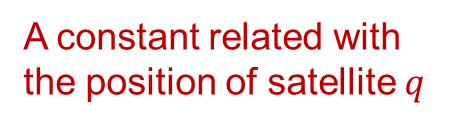 A constant related with
the position of satellite q